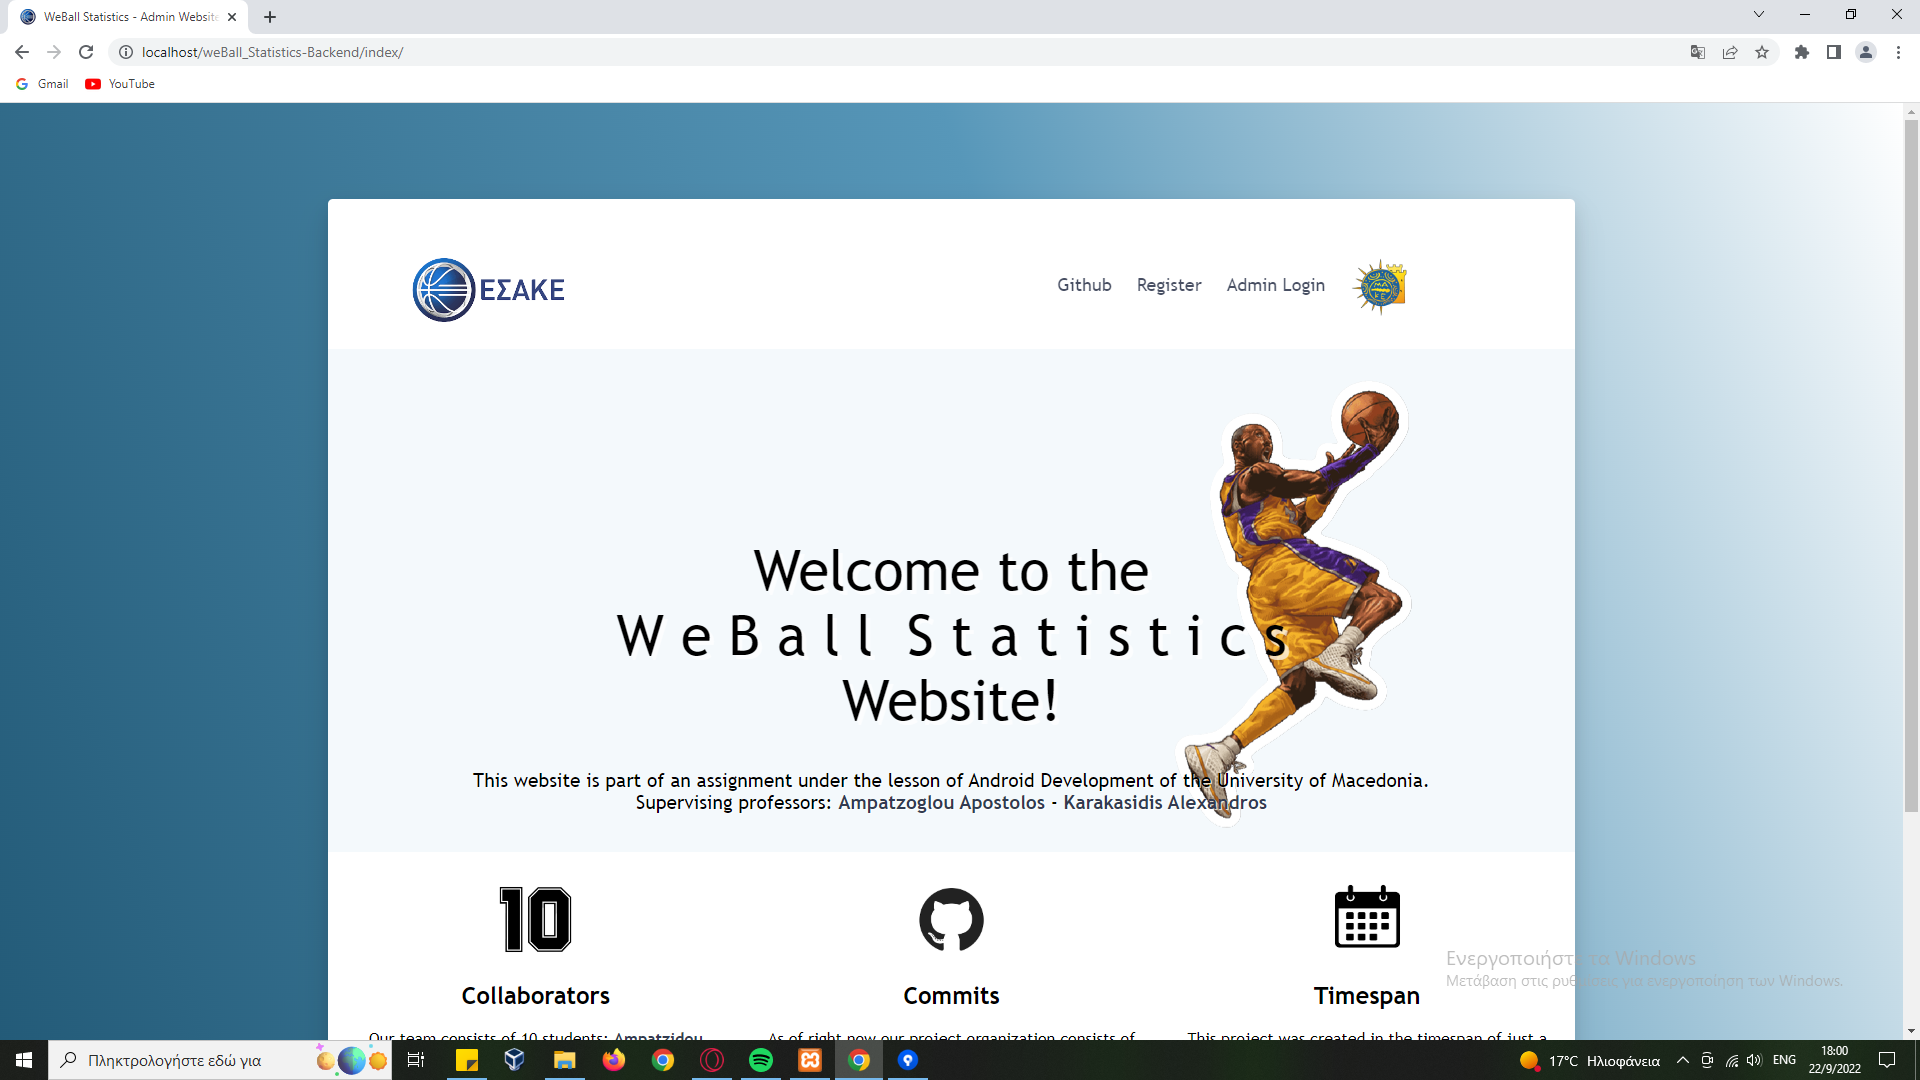 WeBall Statistics - Admin Website
localhost/weBall_Statistics-Backend/index/
Gmail
YouTube
ΕΣΑΚΕ
Github
Register
Admin Login
Welcome to the
WeBall Statistics
Website!
This website is part of an assignment under the lesson of Android Development of the University of Macedonia.
Supervising professors: Ampatzoglou Apostolos - Karakasidis Alexandros
10
Collaborators
Commits
Timespan
Our team consists of 10 students: Ampatzidou
As of right now our project organization consists of
This project was created in the timespan of just a
Ενεργοποιήστε τα Windows
Μετάβαση στις ρυθμίσεις για ενεργοποίηση των Windows.
Πληκτρολογήστε εδώ για
17°C Ηλιοφάνεια
ENG
18:00
22/9/2022